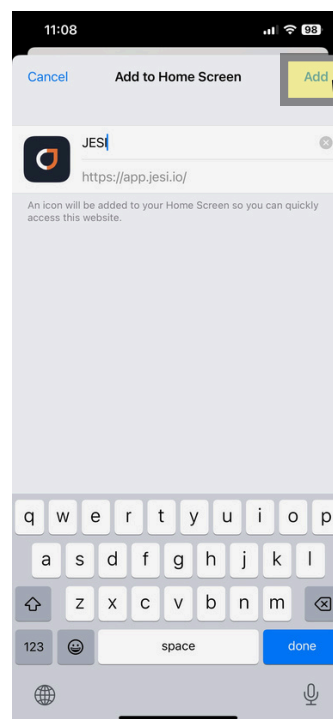 11:08 98
Cancel Add to Home Screen Add
JESI
https://app.jesi.io/
An icon will be added to your Home Screen so you can quickly
access this website.
q w e r t y u i o p
a s d f g h j k l
z x c v b n m
123 space done